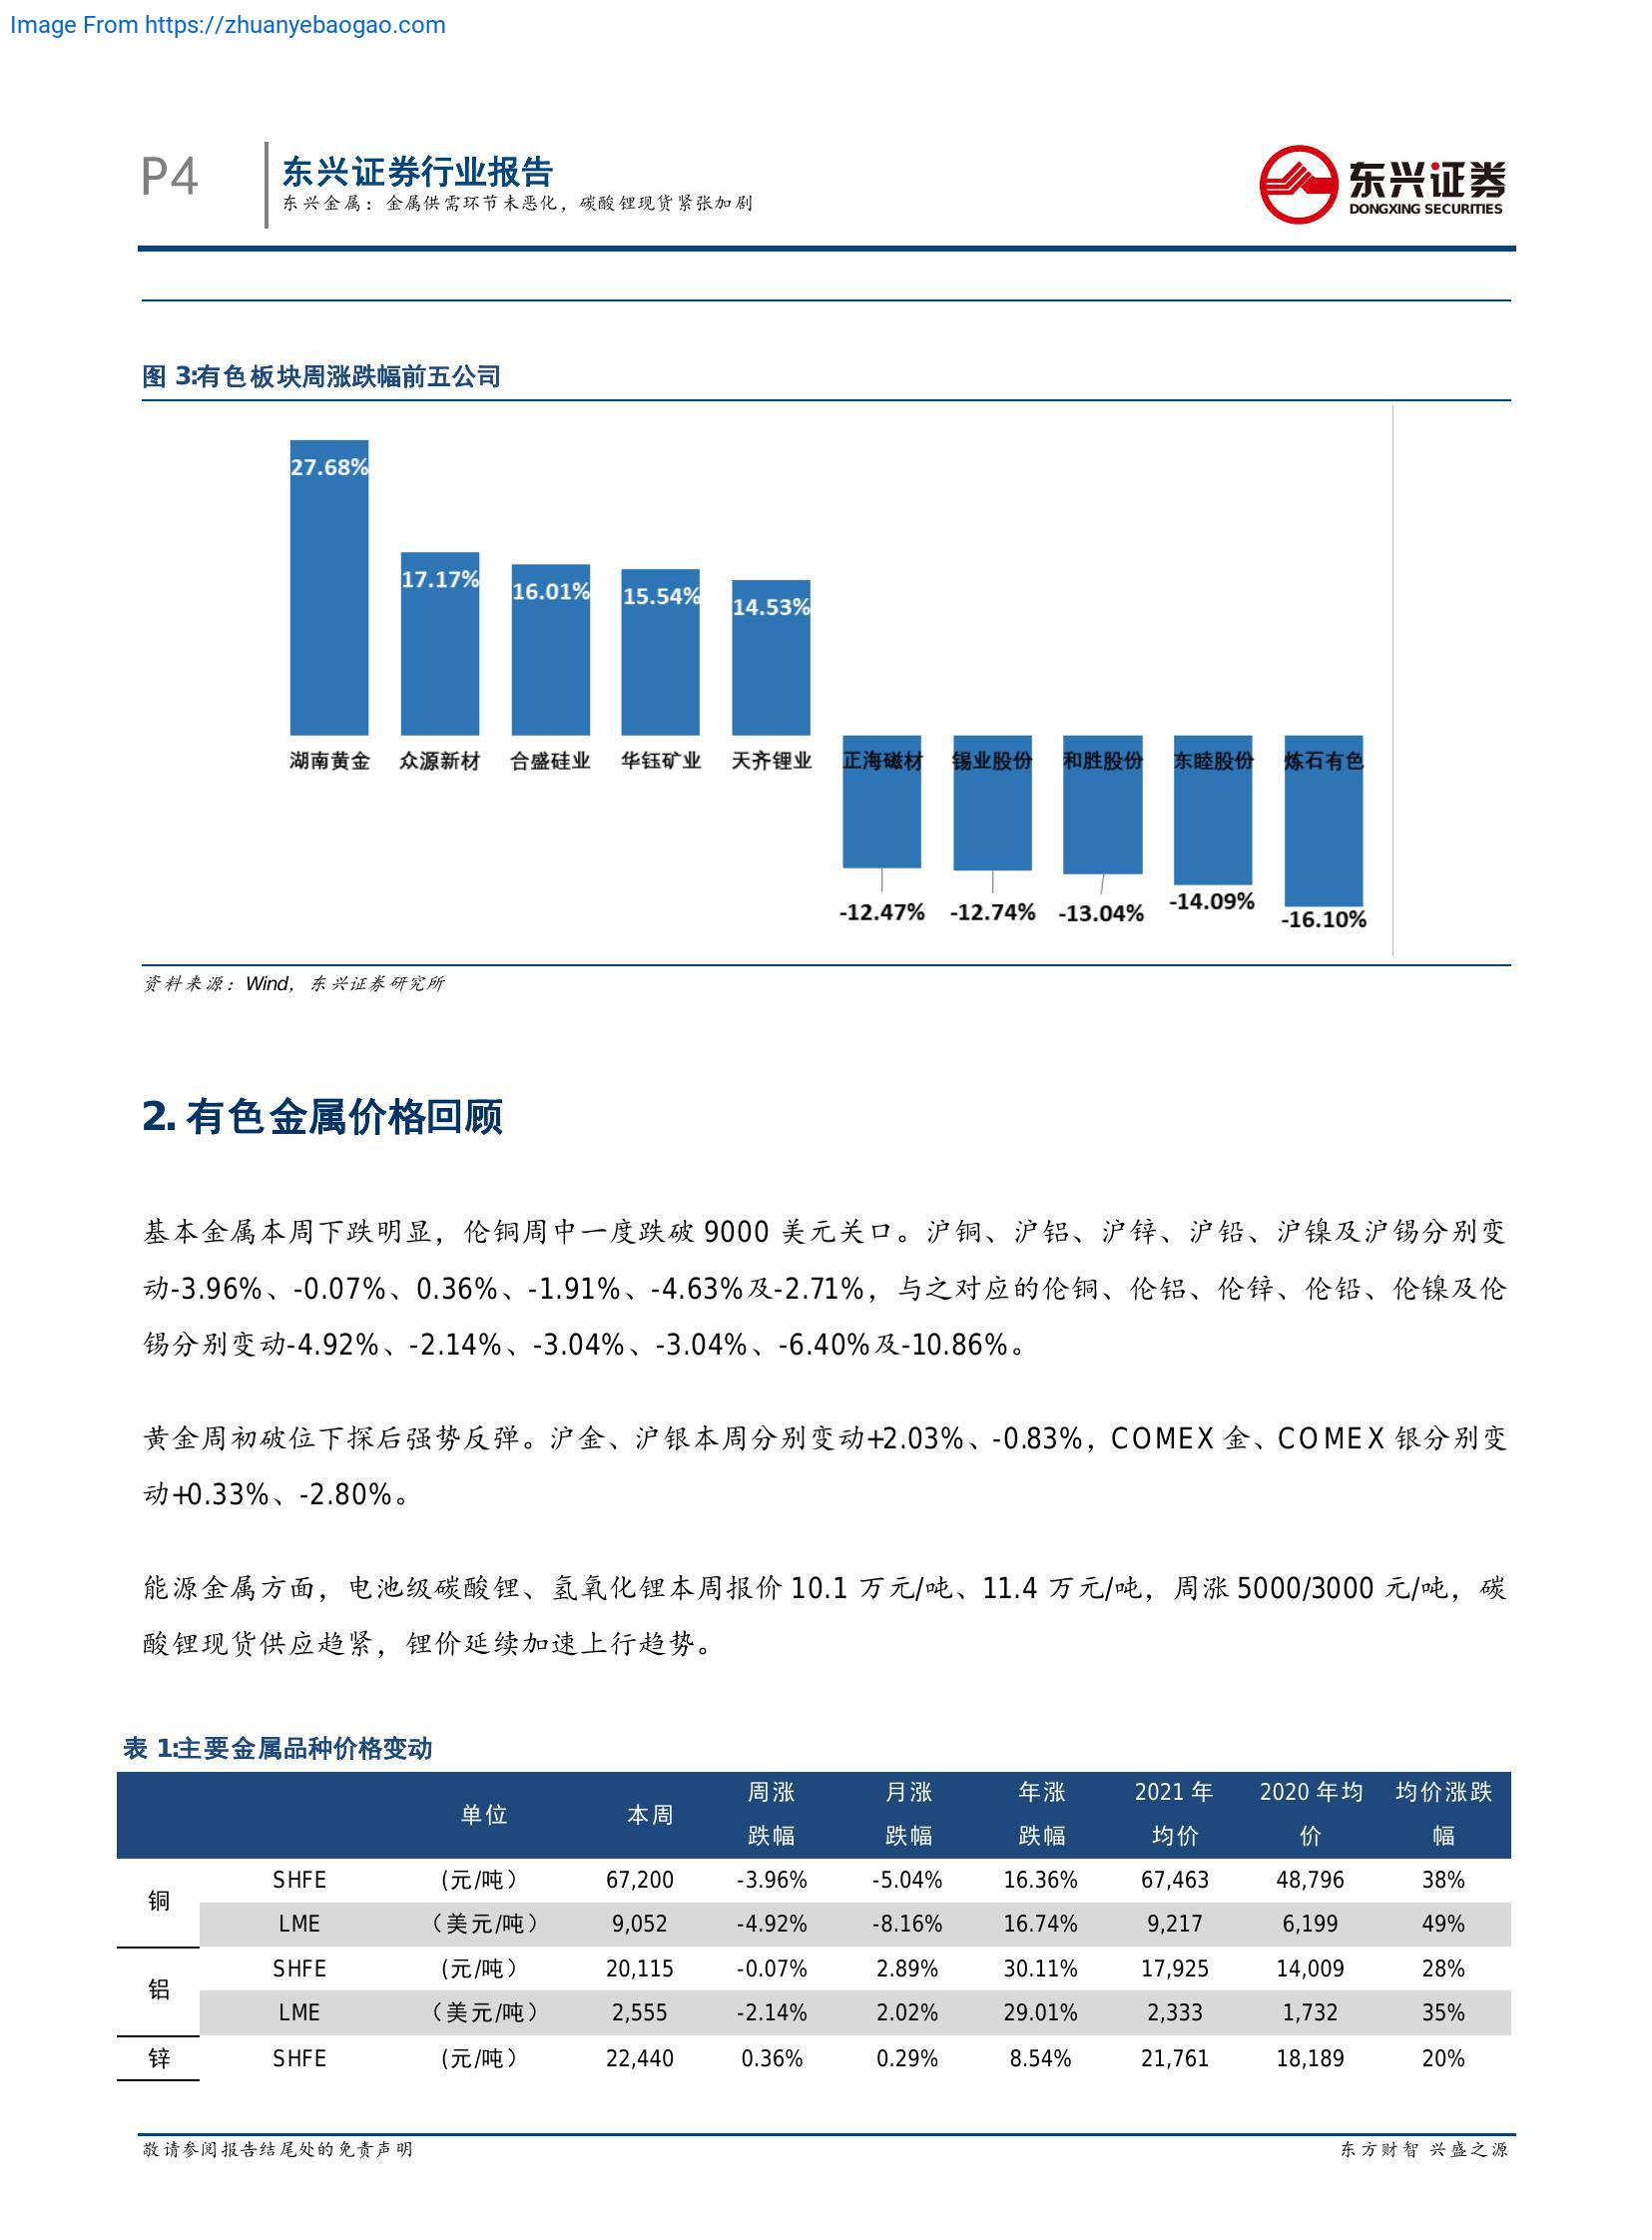 Image From https://zhuanyebaogao.com
P4
东兴证券行业报告
东兴金属：金属供需环节未恶化，碳酸锂现货紧张加剧
东兴证券
DONGXING SECURITIES
图 3:有色板块周涨跌幅前五公司
27.68% 17.17% 16.01% 15.54% 14.53%
湖南黄金 众源新材 合盛硅业 华钰矿业 天齐锂业 正海磁材 锡业股份 和胜股份 东睦股份 炼石有色
-12.47% -12.74% -13.04% -14.09% -16.10%
资料来源：Wind，东兴证券研究所
2. 有色金属价格回顾
基本金属本周下跌明显，伦铜周中一度跌破 9000 美元关口。沪铜、沪铝、沪锌、沪铅、沪镍及沪锡分别变
动-3.96%、-0.07%、0.36%、-1.91%、-4.63%及-2.71%，与之对应的伦铜、伦铝、伦锌、伦铅、伦镍及伦
锡分别变动-4.92%、-2.14%、-3.04%、-3.04%、-6.40%及-10.86%。
黄金周初破位下探后强势反弹。沪金、沪银本周分别变动+2.03%、-0.83%，COMEX 金、COMEX 银分别变
动+0.33%、-2.80%。
能源金属方面，电池级碳酸锂、氢氧化锂本周报价 10.1 万元/吨、11.4 万元/吨，周涨 5000/3000 元/吨，碳
酸锂现货供应趋紧，锂价延续加速上行趋势。
表 1:主要金属品种价格变动
单位 本周 周涨跌幅 月涨跌幅 年涨跌幅 2021 年均价 2020 年均价 均价涨跌幅
铜 SHFE (元/吨） 67,200 -3.96% -5.04% 16.36% 67,463 48,796 38%
LME （美元/吨） 9,052 -4.92% -8.16% 16.74% 9,217 6,199 49%
铝 SHFE (元/吨） 20,115 -0.07% 2.89% 30.11% 17,925 14,009 28%
LME （美元/吨） 2,555 -2.14% 2.02% 29.01% 2,333 1,732 35%
锌 SHFE (元/吨） 22,440 0.36% 0.29% 8.54% 21,761 18,189 20%
敬请参阅报告结尾处的免责声明 东方财智 兴盛之源